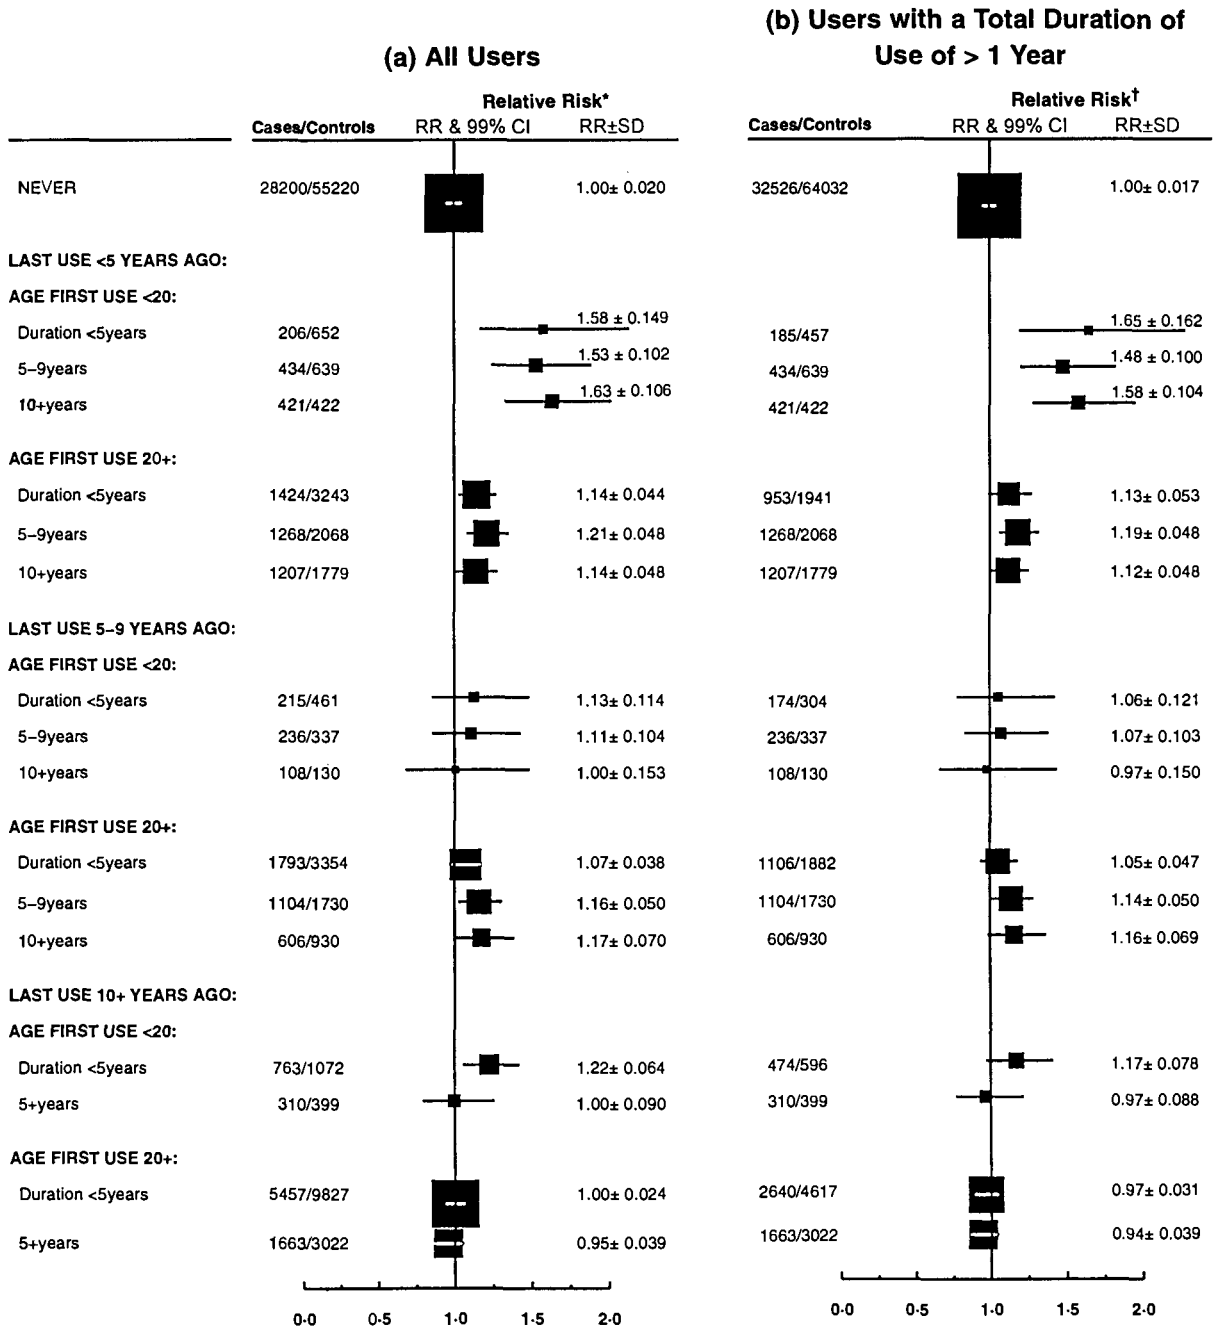 (a) All Users
(b) Users with a Total Duration of
Use of > 1 Year
Relative Risk*
Relative Risk†
Cases/Controls RR & 99% CI RR±SD Cases/Controls RR & 99% CI RR±SD
NEVER 28200/55220 1.00± 0.020 32526/64032 1.00± 0.017
LAST USE <5 YEARS AGO:
AGE FIRST USE <20:
Duration <5years 206/652 1.58 ± 0.149 185/457 1.65 ± 0.162
5–9years 434/639 1.53 ± 0.102 434/639 1.48 ± 0.100
10+years 421/422 1.63 ± 0.106 421/422 1.58 ± 0.104
AGE FIRST USE 20+:
Duration <5years 1424/3243 1.14± 0.044 953/1941 1.13± 0.053
5–9years 1268/2068 1.21± 0.048 1268/2068 1.19± 0.048
10+years 1207/1779 1.14± 0.048 1207/1779 1.12± 0.048
LAST USE 5–9 YEARS AGO:
AGE FIRST USE <20:
Duration <5years 215/461 1.13± 0.114 174/304 1.06± 0.121
5–9years 236/337 1.11± 0.104 236/337 1.07± 0.103
10+years 108/130 1.00± 0.153 108/130 0.97± 0.150
AGE FIRST USE 20+:
Duration <5years 1793/3354 1.07± 0.038 1106/1882 1.05± 0.047
5–9years 1104/1730 1.16± 0.050 1104/1730 1.14± 0.050
10+years 606/930 1.17± 0.070 606/930 1.16± 0.069
LAST USE 10+ YEARS AGO:
AGE FIRST USE <20:
Duration <5years 763/1072 1.22± 0.064 474/596 1.17± 0.078
5+years 310/399 1.00± 0.090 310/399 0.97± 0.088
AGE FIRST USE 20+:
Duration <5years 5457/9827 1.00± 0.024 2640/4617 0.97± 0.031
5+years 1663/3022 0.95± 0.039 1663/3022 0.94± 0.039
0·0 0·5 1·0 1·5 2·0 0·0 0·5 1·0 1·5 2·0